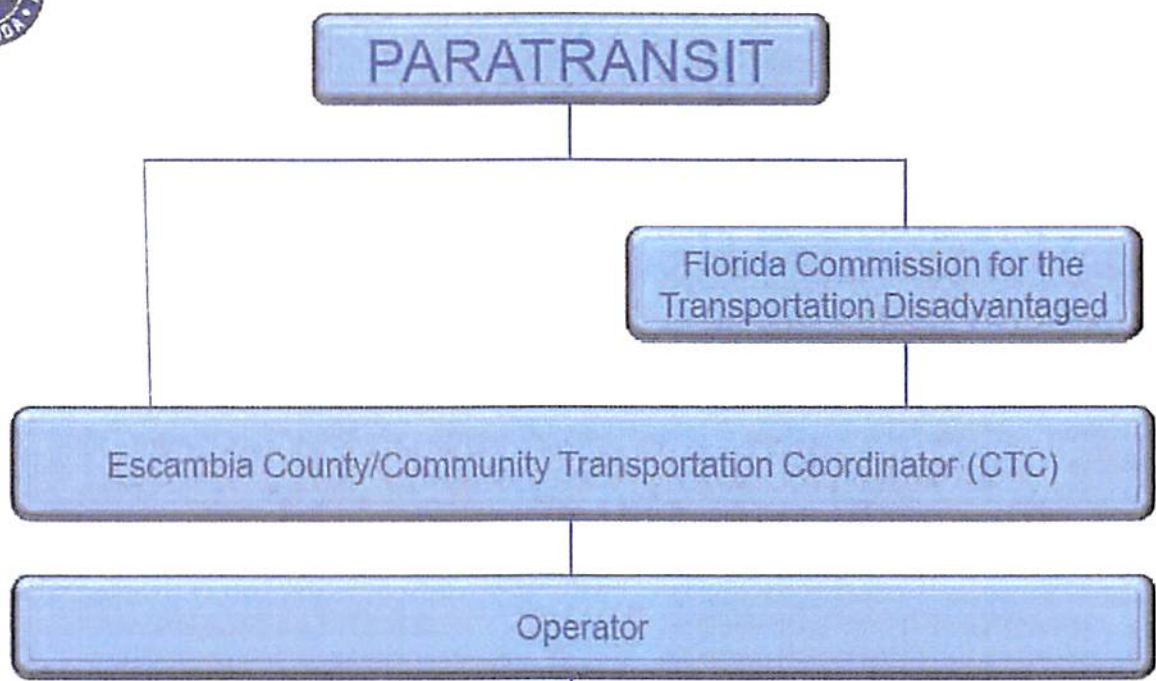 PARATRANSIT
Florida Commission for the
Transportation Disadvantaged
Escambia County/Community Transportation Coordinator (CTC)
Operator